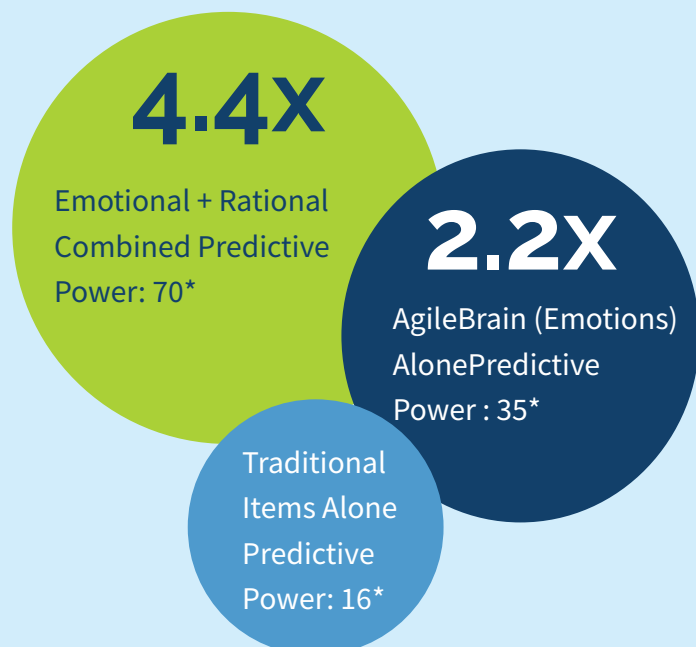 4.4X
Emotional + Rational
Combined Predictive
Power: 70*
2.2X
AgileBrain (Emotions)
AlonePredictive
Power : 35*
Traditional
Items Alone
Predictive
Power: 16*